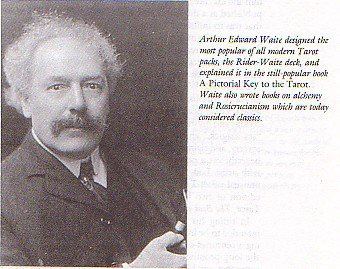 Arthur Edward Waite designed the
most popular of all modern Tarot
packs, the Rider-Waite deck, and
explained it in the still-popular book
A Pictorial Key to the Tarot.
Waite also wrote books on alchemy
and Rosicrucianism which are today
considered classics.